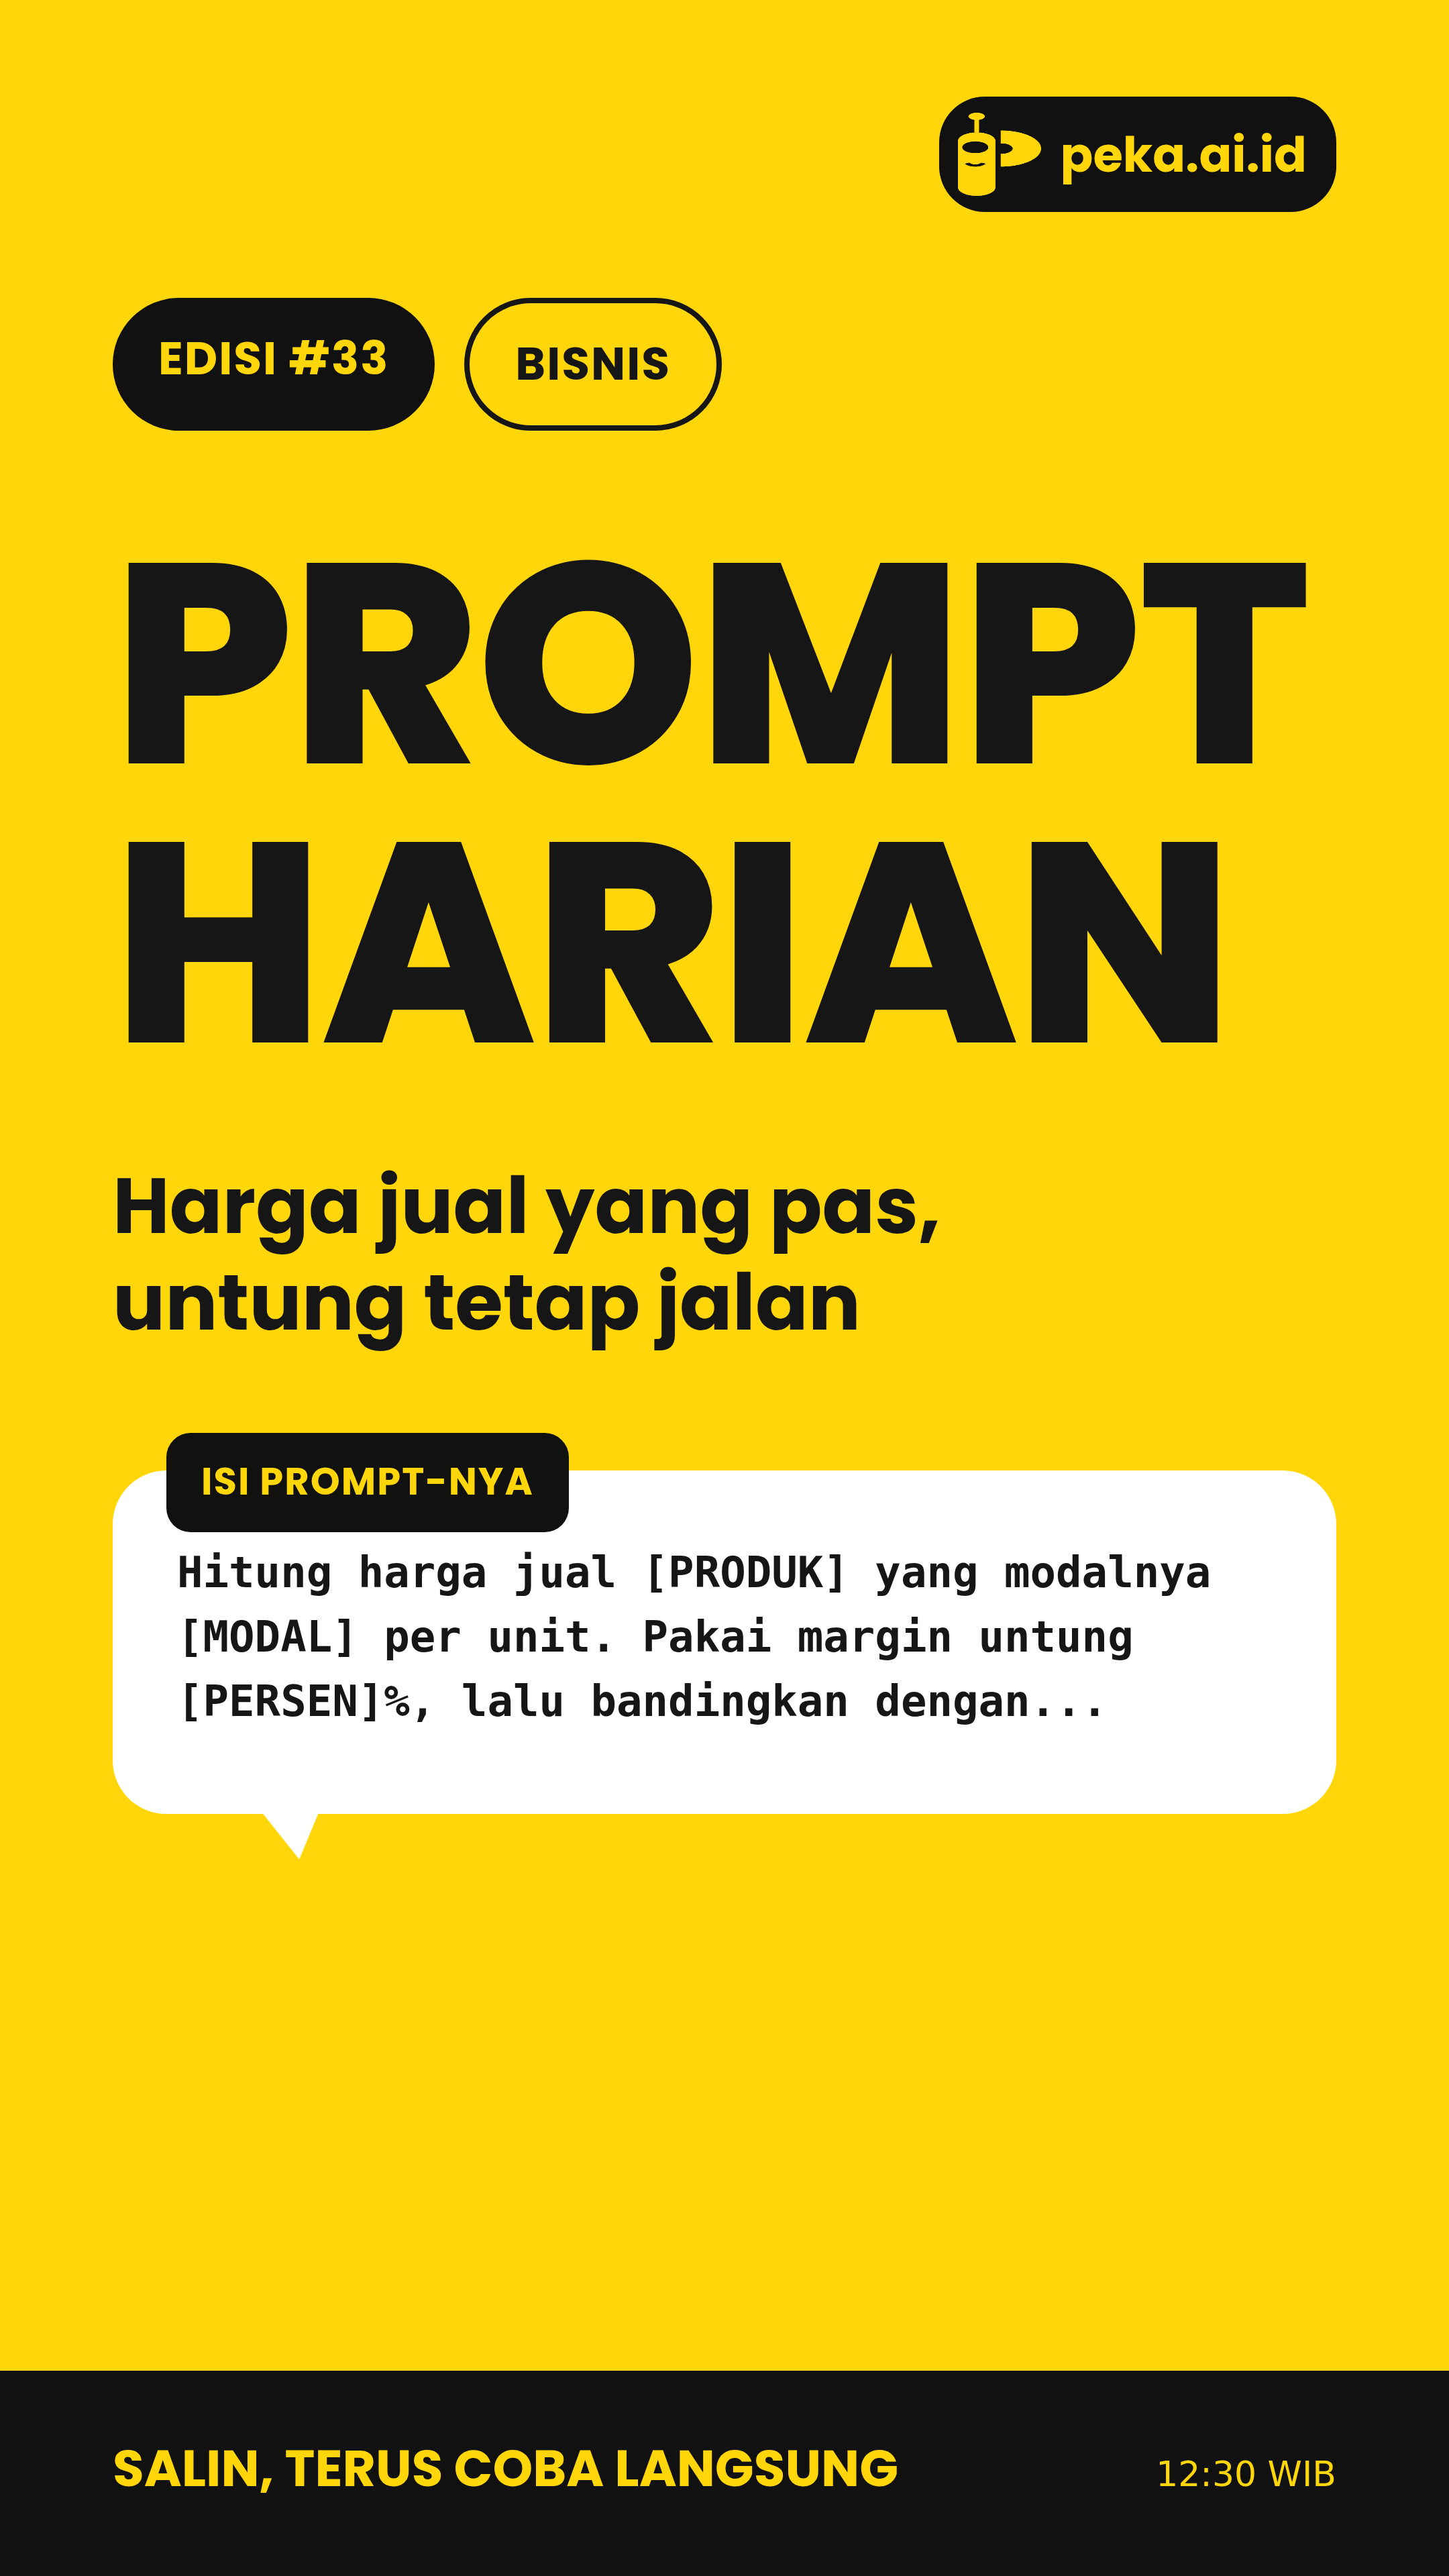 peka.ai.id
EDISI #33
BISNIS
PROMPT
HARIAN
Harga jual yang pas,
untung tetap jalan
ISI PROMPT-NYA
Hitung harga jual [PRODUK] yang modalnya
[MODAL] per unit. Pakai margin untung
[PERSEN]%, lalu bandingkan dengan...
SALIN, TERUS COBA LANGSUNG
12:30 WIB